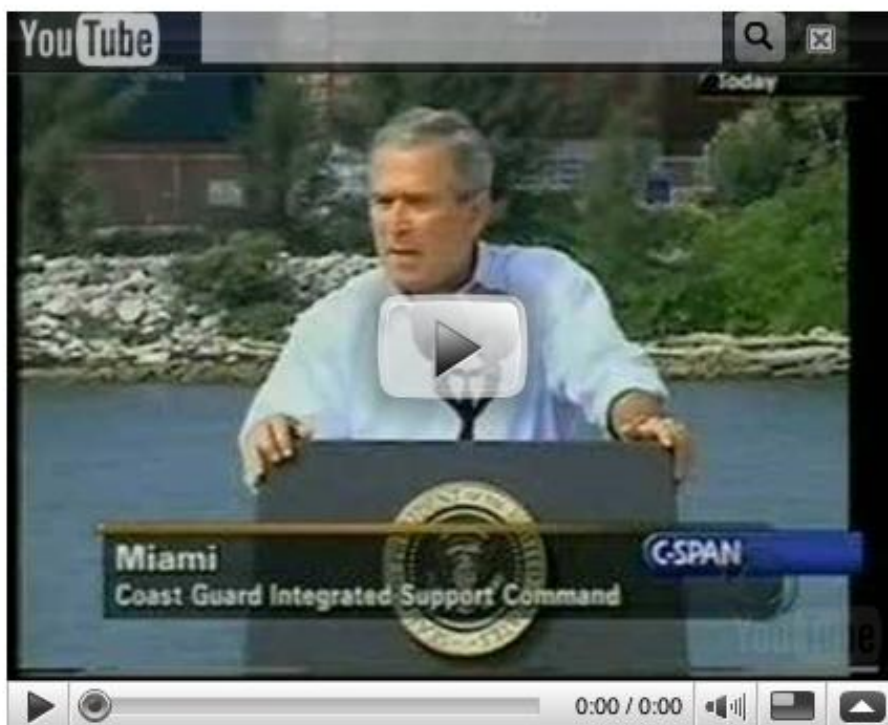 YouTube
Today
Miami
C-SPAN
Coast Guard Integrated Support Command
YouTube
0:00 / 0:00